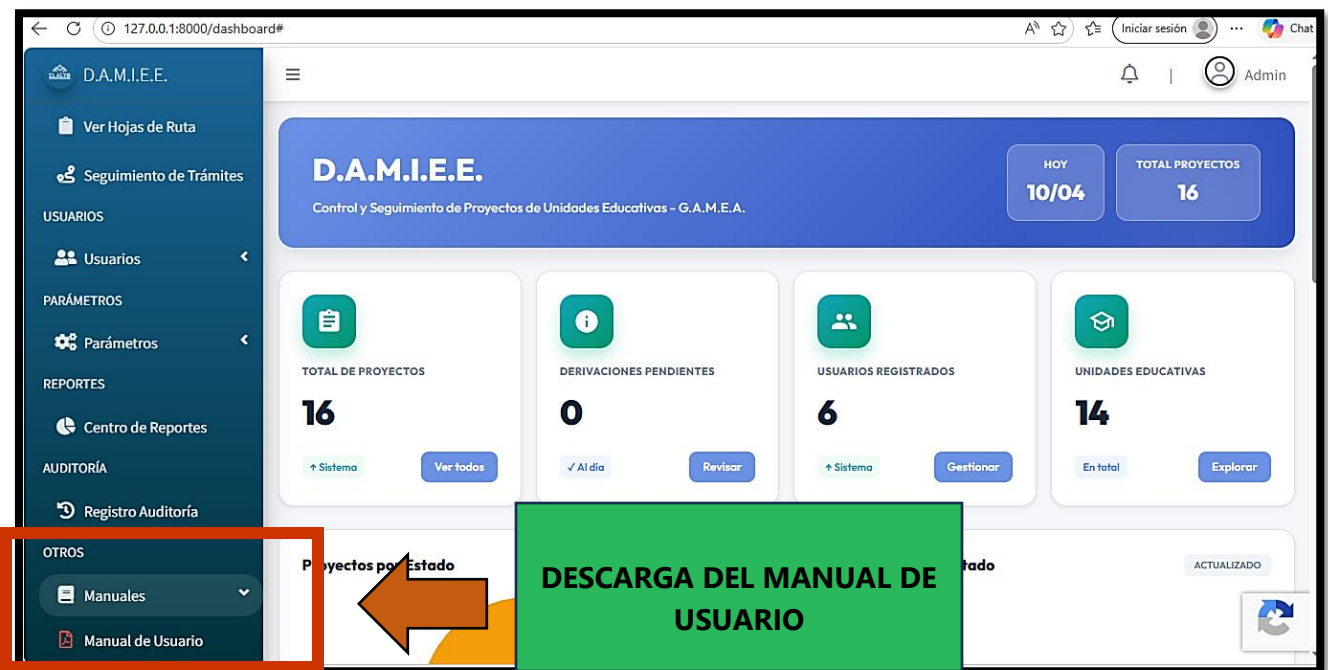 127.0.0.1:8000/dashboard#
Iniciar sesión
Chat
D.A.M.I.E.E.
Admin
Ver Hojas de Ruta
Seguimiento de Trámites
USUARIOS
Usuarios
PARÁMETROS
Parámetros
REPORTES
Centro de Reportes
AUDITORÍA
Registro Auditoría
OTROS
Manuales
Manual de Usuario
D.A.M.I.E.E.
Control y Seguimiento de Proyectos de Unidades Educativas – G.A.M.E.A.
HOY
10/04
TOTAL PROYECTOS
16
TOTAL DE PROYECTOS
16
↑ Sistema
Ver todos
DERIVACIONES PENDIENTES
0
✓ Al día
Revisar
USUARIOS REGISTRADOS
6
↑ Sistema
Gestionar
UNIDADES EDUCATIVAS
14
En total
Explorar
Proyectos por Estado
ACTUALIZADO
DESCARGA DEL MANUAL DE
USUARIO